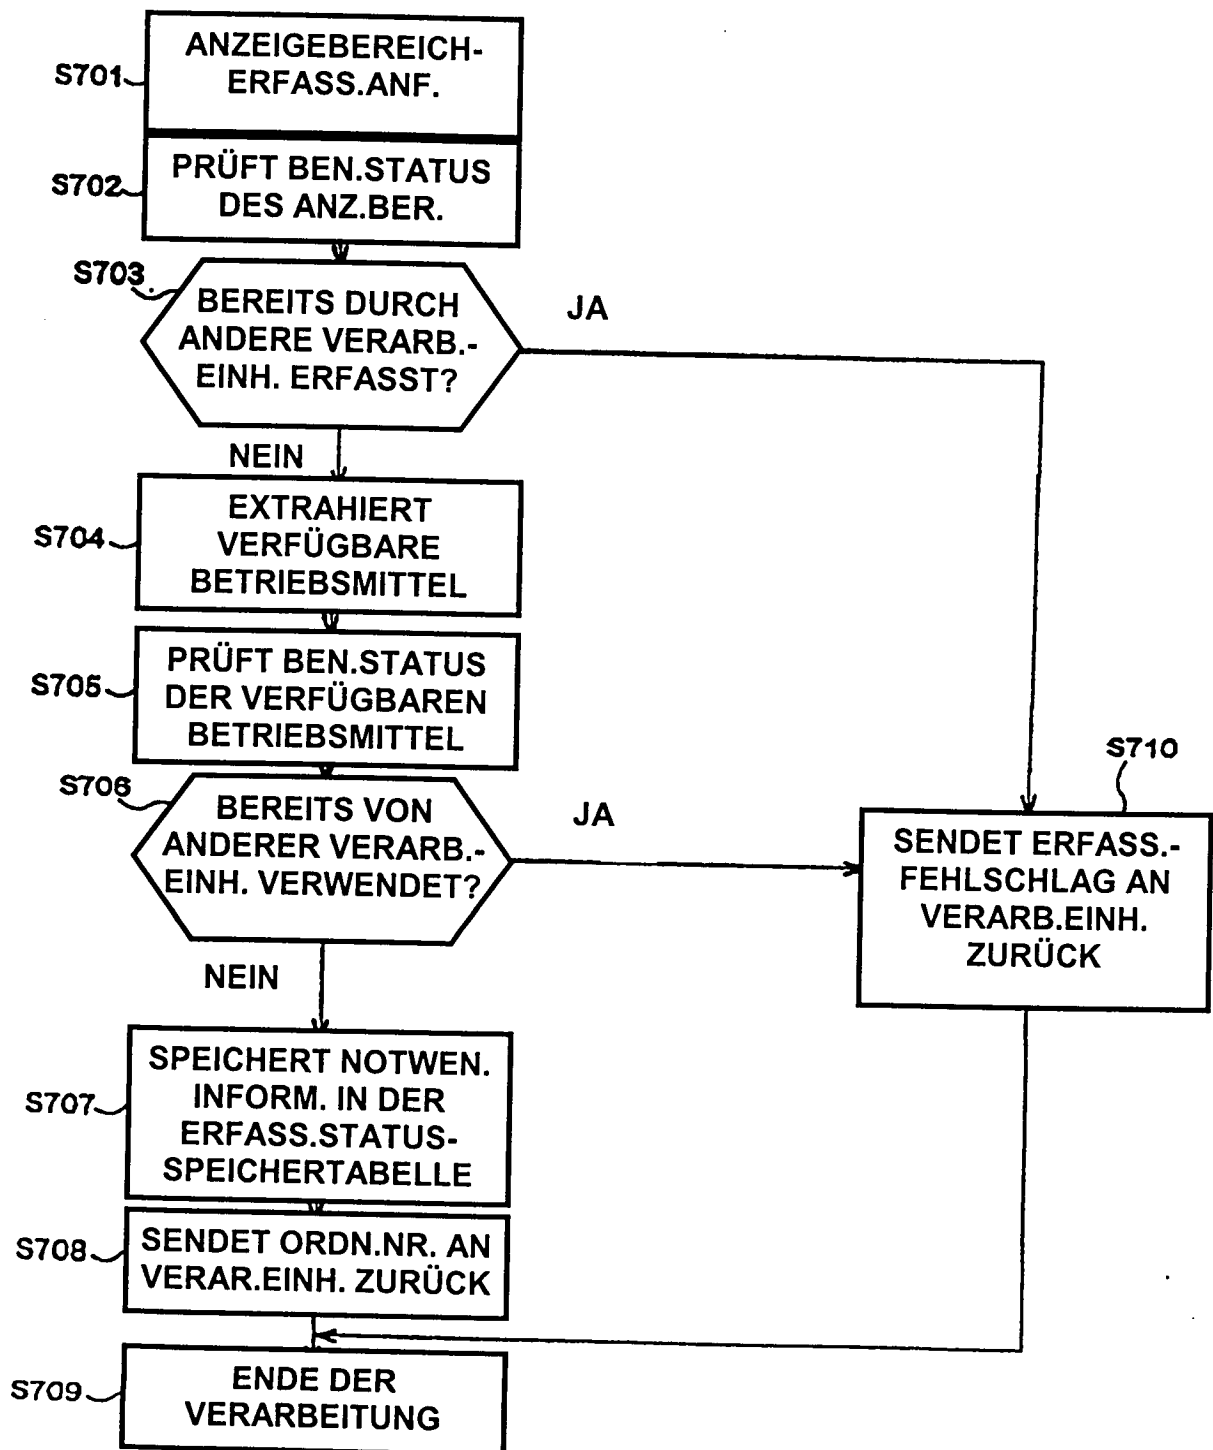 S701
ANZEIGEBEREICH-
ERFASS.ANF.
S702
PRÜFT BEN.STATUS
DES ANZ.BER.
S703
BEREITS DURCH
ANDERE VERARB.-
EINH. ERFASST?
JA
NEIN
S704
EXTRAHIERT
VERFÜGBARE
BETRIEBSMITTEL
S705
PRÜFT BEN.STATUS
DER VERFÜGBAREN
BETRIEBSMITTEL
S706
BEREITS VON
ANDERER VERARB.-
EINH. VERWENDET?
JA
NEIN
S710
SENDET ERFASS.-
FEHLSCHLAG AN
VERARB.EINH.
ZURÜCK
S707
SPEICHERT NOTWEN.
INFORM. IN DER
ERFASS.STATUS-
SPEICHERTABELLE
S708
SENDET ORDN.NR. AN
VERAR.EINH. ZURÜCK
S709
ENDE DER
VERARBEITUNG